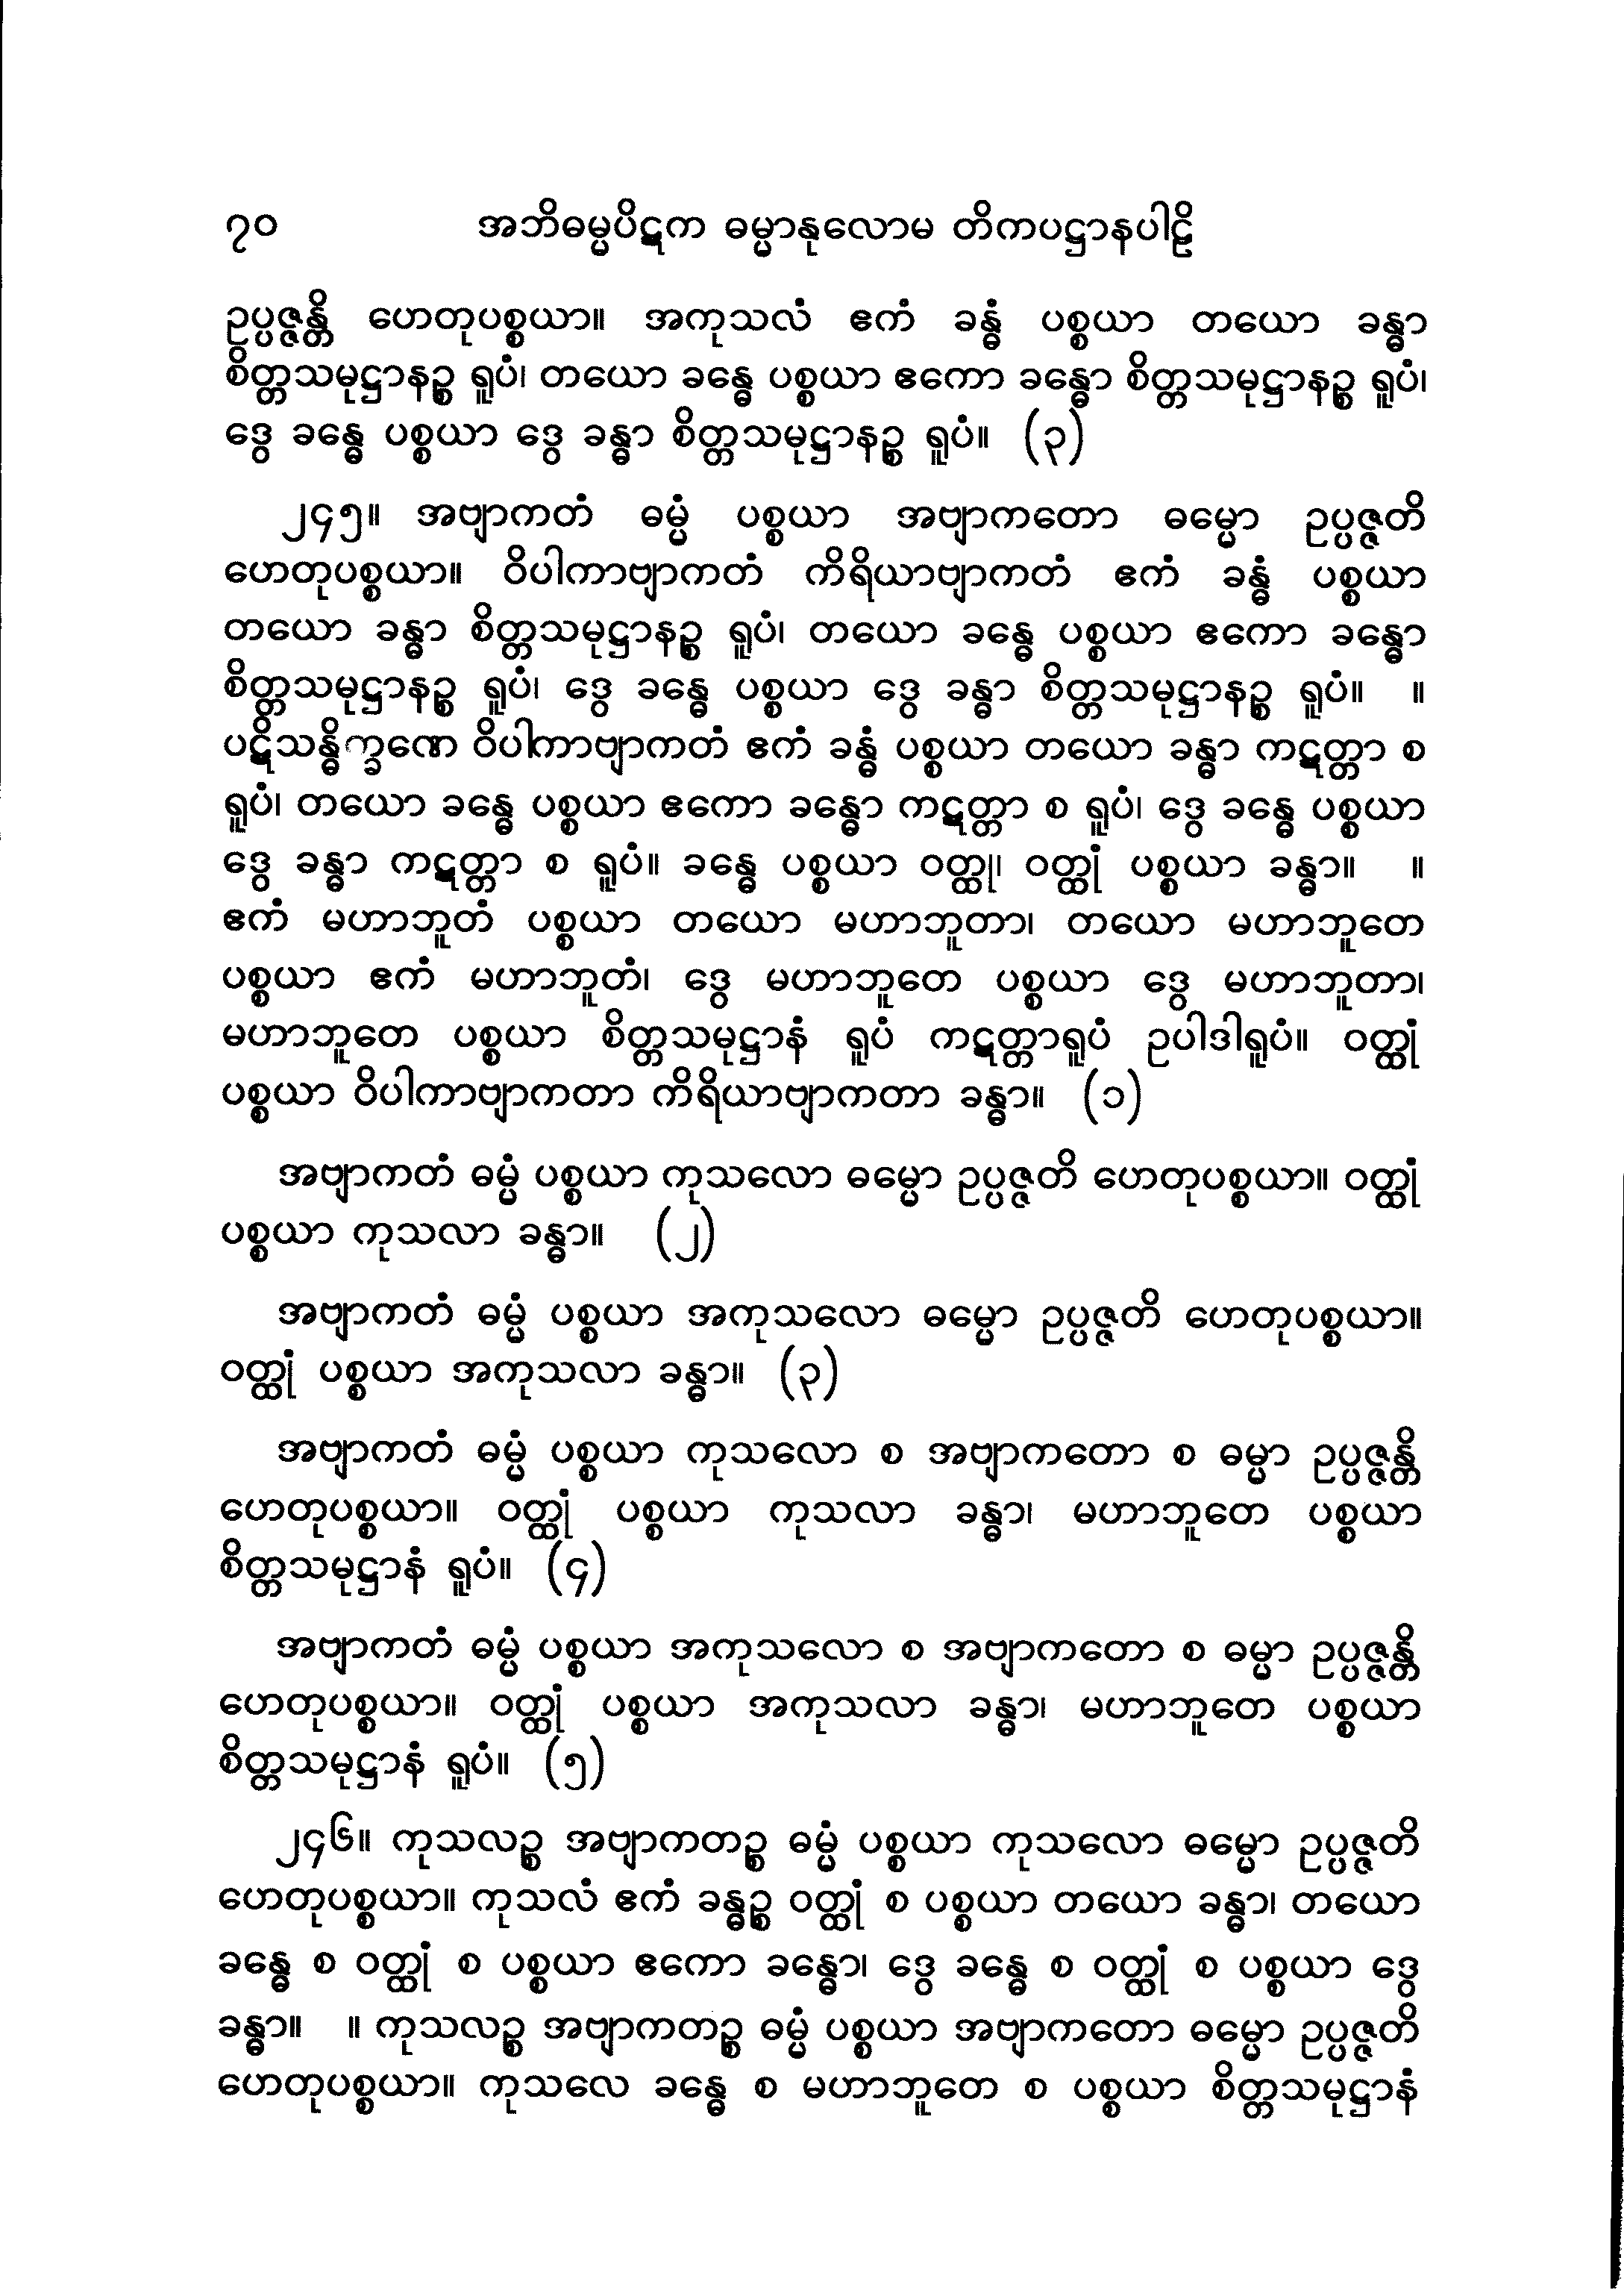 ၇၀ အဘိဓမ္မပိဋက ဓမ္မာနုလောမ တိကပဋ္ဌာနပါဠိ
ဥပ္ပဇ္ဇန္တိ ဟေတုပစ္စယာ။ အကုသလံ ဧကံ ခန္ဓံ ပစ္စယာ တယော ခန္ဓာ
စိတ္တသမုဋ္ဌာနဉ္စ ရူပံ၊ တယော ခန္ဓေ ပစ္စယာ ဧကော ခန္ဓော စိတ္တသမုဋ္ဌာနဉ္စ ရူပံ၊
ဒွေ ခန္ဓေ ပစ္စယာ ဒွေ ခန္ဓာ စိတ္တသမုဋ္ဌာနဉ္စ ရူပံ။ (၃)
၂၄၅။ အဗျာကတံ ဓမ္မံ ပစ္စယာ အဗျာကတော ဓမ္မော ဥပ္ပဇ္ဇတိ
ဟေတုပစ္စယာ။ ဝိပါကာဗျာကတံ ကိရိယာဗျာကတံ ဧကံ ခန္ဓံ ပစ္စယာ
တယော ခန္ဓာ စိတ္တသမုဋ္ဌာနဉ္စ ရူပံ၊ တယော ခန္ဓေ ပစ္စယာ ဧကော ခန္ဓော
စိတ္တသမုဋ္ဌာနဉ္စ ရူပံ၊ ဒွေ ခန္ဓေ ပစ္စယာ ဒွေ ခန္ဓာ စိတ္တသမုဋ္ဌာနဉ္စ ရူပံ။ ။
ပဋိသန္ဓိက္ခဏေ ဝိပါကာဗျာကတံ ဧကံ ခန္ဓံ ပစ္စယာ တယော ခန္ဓာ ကဋတ္တာ စ
ရူပံ၊ တယော ခန္ဓေ ပစ္စယာ ဧကော ခန္ဓော ကဋတ္တာ စ ရူပံ၊ ဒွေ ခန္ဓေ ပစ္စယာ
ဒွေ ခန္ဓာ ကဋတ္တာ စ ရူပံ။ ခန္ဓေ ပစ္စယာ ဝတ္ထု၊ ဝတ္ထုံ ပစ္စယာ ခန္ဓာ။ ။
ဧကံ မဟာဘူတံ ပစ္စယာ တယော မဟာဘူတာ၊ တယော မဟာဘူတေ
ပစ္စယာ ဧကံ မဟာဘူတံ၊ ဒွေ မဟာဘူတေ ပစ္စယာ ဒွေ မဟာဘူတာ၊
မဟာဘူတေ ပစ္စယာ စိတ္တသမုဋ္ဌာနံ ရူပံ ကဋတ္တာရူပံ ဥပါဒါရူပံ။ ဝတ္ထုံ
ပစ္စယာ ဝိပါကာဗျာကတာ ကိရိယာဗျာကတာ ခန္ဓာ။ (၁)
အဗျာကတံ ဓမ္မံ ပစ္စယာ ကုသလော ဓမ္မော ဥပ္ပဇ္ဇတိ ဟေတုပစ္စယာ။ ဝတ္ထုံ
ပစ္စယာ ကုသလာ ခန္ဓာ။ (၂)
အဗျာကတံ ဓမ္မံ ပစ္စယာ အကုသလော ဓမ္မော ဥပ္ပဇ္ဇတိ ဟေတုပစ္စယာ။
ဝတ္ထုံ ပစ္စယာ အကုသလာ ခန္ဓာ။ (၃)
အဗျာကတံ ဓမ္မံ ပစ္စယာ ကုသလော စ အဗျာကတော စ ဓမ္မာ ဥပ္ပဇ္ဇန္တိ
ဟေတုပစ္စယာ။ ဝတ္ထုံ ပစ္စယာ ကုသလာ ခန္ဓာ၊ မဟာဘူတေ ပစ္စယာ
စိတ္တသမုဋ္ဌာနံ ရူပံ။ (၄)
အဗျာကတံ ဓမ္မံ ပစ္စယာ အကုသလော စ အဗျာကတော စ ဓမ္မာ ဥပ္ပဇ္ဇန္တိ
ဟေတုပစ္စယာ။ ဝတ္ထုံ ပစ္စယာ အကုသလာ ခန္ဓာ၊ မဟာဘူတေ ပစ္စယာ
စိတ္တသမုဋ္ဌာနံ ရူပံ။ (၅)
၂၄၆။ ကုသလဉ္စ အဗျာကတဉ္စ ဓမ္မံ ပစ္စယာ ကုသလော ဓမ္မော ဥပ္ပဇ္ဇတိ
ဟေတုပစ္စယာ။ ကုသလံ ဧကံ ခန္ဓဉ္စ ဝတ္ထုံ စ ပစ္စယာ တယော ခန္ဓာ၊ တယော
ခန္ဓေ စ ဝတ္ထုံ စ ပစ္စယာ ဧကော ခန္ဓော၊ ဒွေ ခန္ဓေ စ ဝတ္ထုံ စ ပစ္စယာ ဒွေ
ခန္ဓာ။ ။ ကုသလဉ္စ အဗျာကတဉ္စ ဓမ္မံ ပစ္စယာ အဗျာကတော ဓမ္မော ဥပ္ပဇ္ဇတိ
ဟေတုပစ္စယာ။ ကုသလေ ခန္ဓေ စ မဟာဘူတေ စ ပစ္စယာ စိတ္တသမုဋ္ဌာနံ